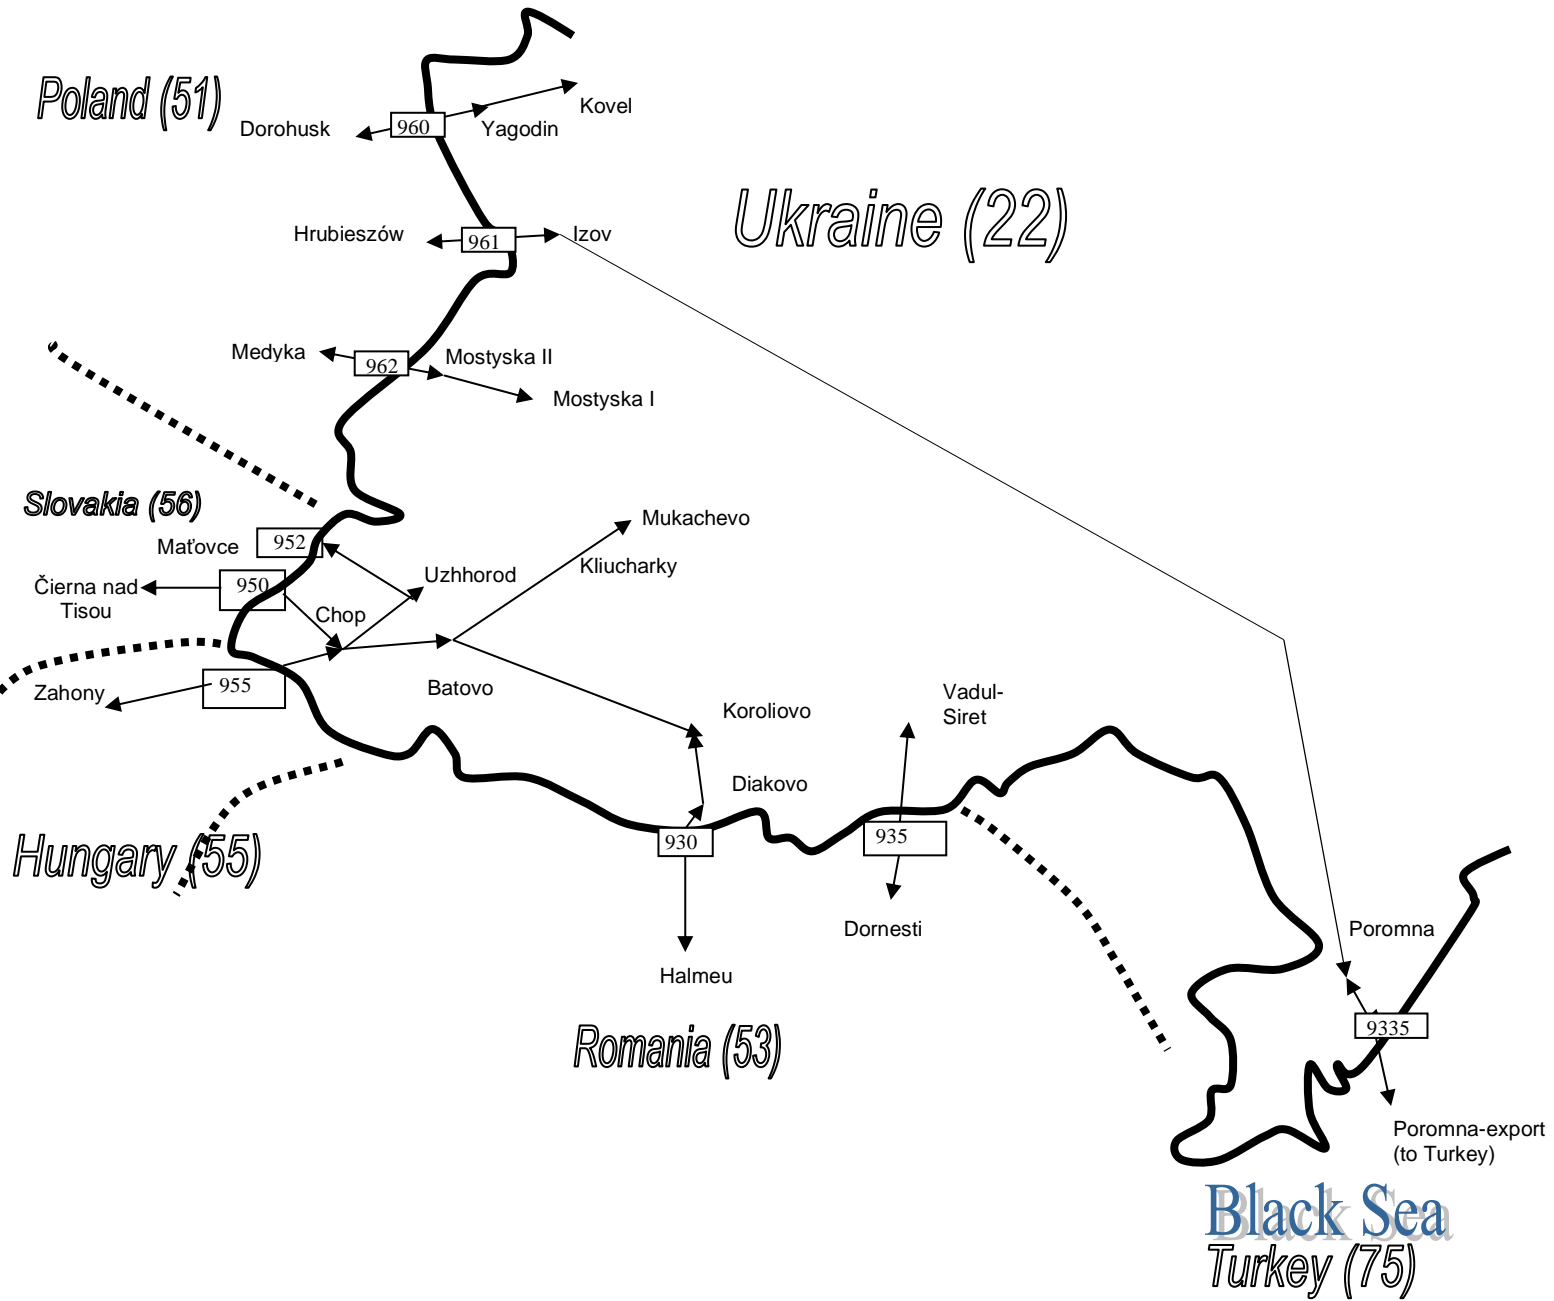 Poland (51)
Kovel
Dorohusk
960
Yagodin
Ukraine (22)
Hrubieszów
961
Izov
Medyka
962
Mostyska II
Mostyska I
Slovakia (56)
Mukachevo
Maťovce
952
Kliucharky
Čierna nad
Tisou
950
Uzhhorod
Chop
Zahony
955
Batovo
Vadul-
Siret
Koroliovo
Diakovo
Hungary (55)
930
935
Dornesti
Poromna
Halmeu
Romania (53)
9335
Poromna-export
(to Turkey)
Black Sea
Turkey (75)